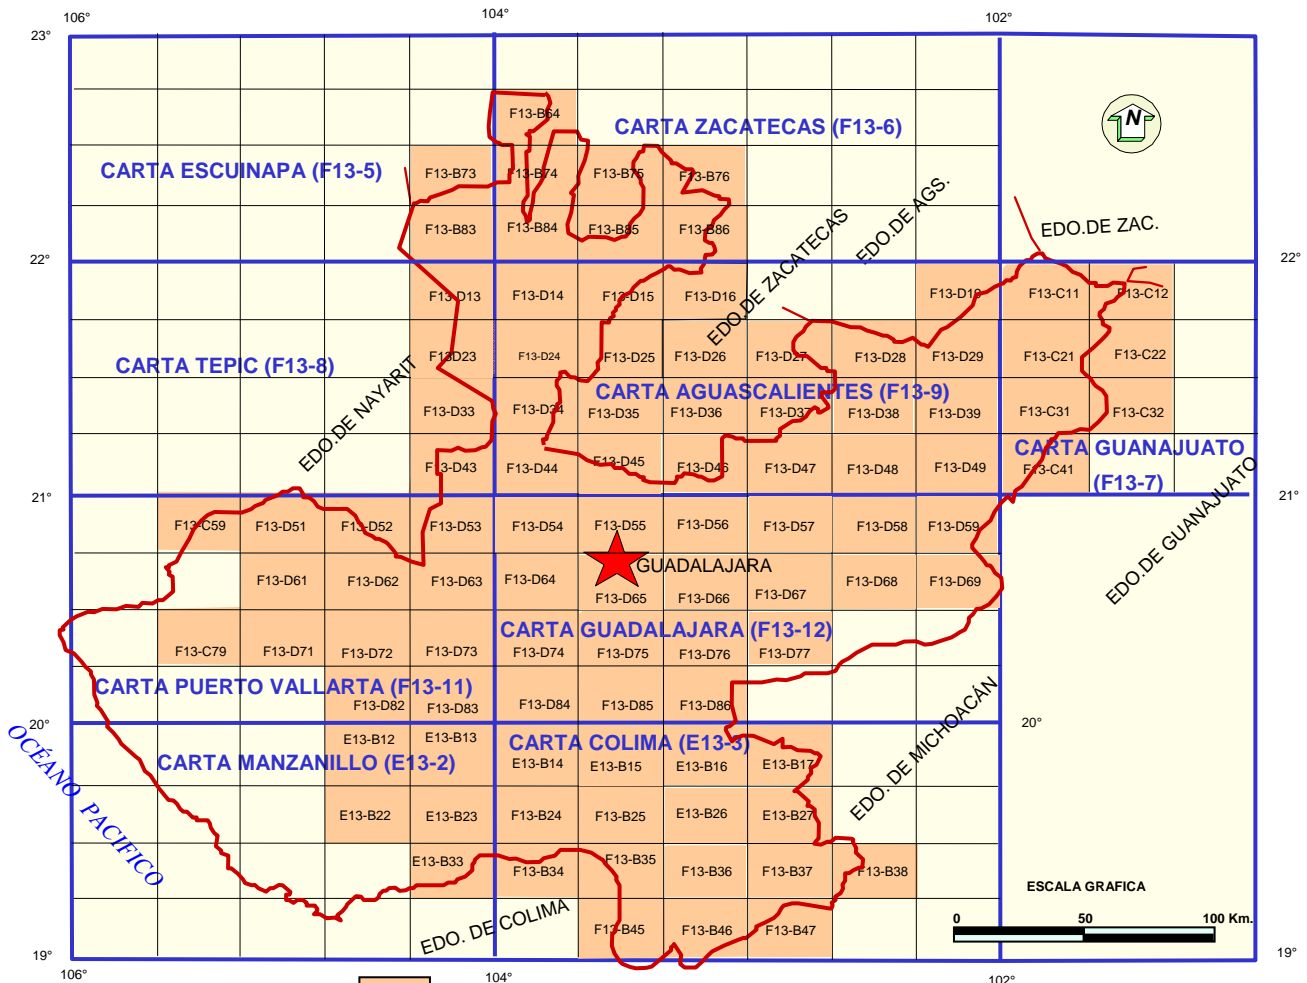 106°
104°
102°
23°
F13-B64
CARTA ZACATECAS (F13-6)
N
CARTA ESCUINAPA (F13-5)
F13-B73
F13-B74
F13-B75
F13-B76
EDO.DE AGS.
F13-B83
F13-B84
F13-B85
F13-B86
EDO.DE ZAC.
22°
22°
EDO.DE ZACATECAS
F13-D13
F13-D14
F13-D15
F13-D16
F13-D19
F13-C11
F13-C12
F13D23
F13-D24
F13-D25
F13-D26
F13-D27
F13-D28
F13-D29
F13-C21
F13-C22
CARTA TEPIC (F13-8)
CARTA AGUASCALIENTES (F13-9)
EDO.DE NAYARIT
F13-D33
F13-D34
F13-D35
F13-D36
F13-D37
F13-D38
F13-D39
F13-C31
F13-C32
CARTA GUANAJUATO
(F13-7)
F13-D43
F13-D44
F13-D45
F13-D46
F13-D47
F13-D48
F13-D49
F13-C41
21°
21°
EDO.DE GUANAJUATO
F13-C59
F13-D51
F13-D52
F13-D53
F13-D54
F13-D55
F13-D56
F13-D57
F13-D58
F13-D59
GUADALAJARA
F13-D61
F13-D62
F13-D63
F13-D64
F13-D65
F13-D66
F13-D67
F13-D68
F13-D69
CARTA GUADALAJARA (F13-12)
F13-C79
F13-D71
F13-D72
F13-D73
F13-D74
F13-D75
F13-D76
F13-D77
CARTA PUERTO VALLARTA (F13-11)
F13-D82
F13-D83
F13-D84
F13-D85
F13-D86
20°
20°
EDO. DE MICHOACÁN
OCÉANO PACIFICO
E13-B12
E13-B13
CARTA COLIMA (E13-3)
CARTA MANZANILLO (E13-2)
E13-B14
E13-B15
E13-B16
E13-B17
E13-B22
E13-B23
F13-B24
F13-B25
E13-B26
E13-B27
E13-B33
F13-B34
F13-B35
F13-B36
F13-B37
F13-B38
ESCALA GRAFICA
0
50
100 Km.
EDO. DE COLIMA
F13-B45
F13-B46
F13-B47
19°
19°
106°
104°
102°